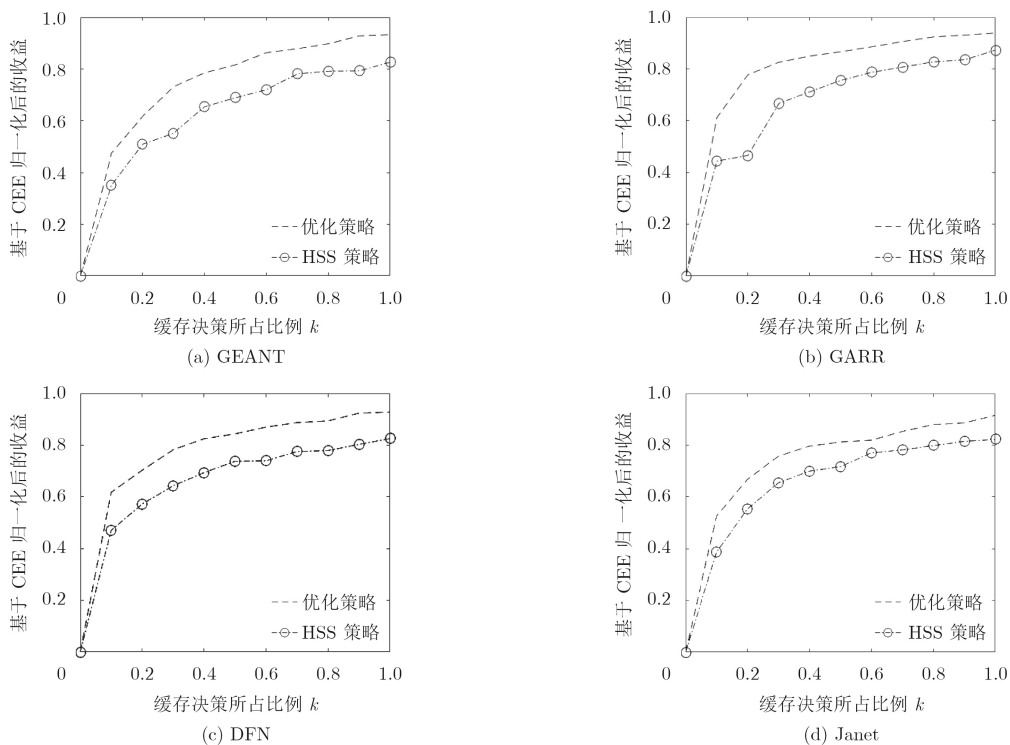 基于 CEE 归一化后的收益
1.0
0.8
0.6
0.4
0.2
0
0.2
0.4
0.6
0.8
1.0
优化策略
HSS 策略
缓存决策所占比例 k
(a) GEANT
基于 CEE 归一化后的收益
1.0
0.8
0.6
0.4
0.2
0
0.2
0.4
0.6
0.8
1.0
优化策略
HSS 策略
缓存决策所占比例 k
(b) GARR
基于 CEE 归一化后的收益
1.0
0.8
0.6
0.4
0.2
0
0.2
0.4
0.6
0.8
1.0
优化策略
HSS 策略
缓存决策所占比例 k
(c) DFN
基于 CEE 归一化后的收益
1.0
0.8
0.6
0.4
0.2
0
0.2
0.4
0.6
0.8
1.0
优化策略
HSS 策略
缓存决策所占比例 k
(d) Janet